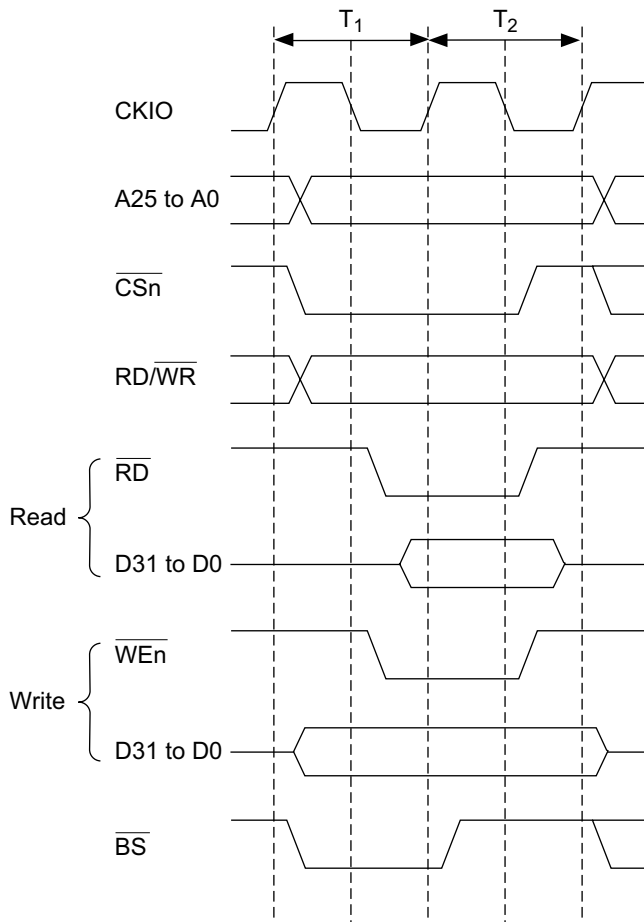 T1 T2
CKIO
A25 to A0
CSn
RD/WR
RD
Read
D31 to D0
WEn
Write
D31 to D0
BS